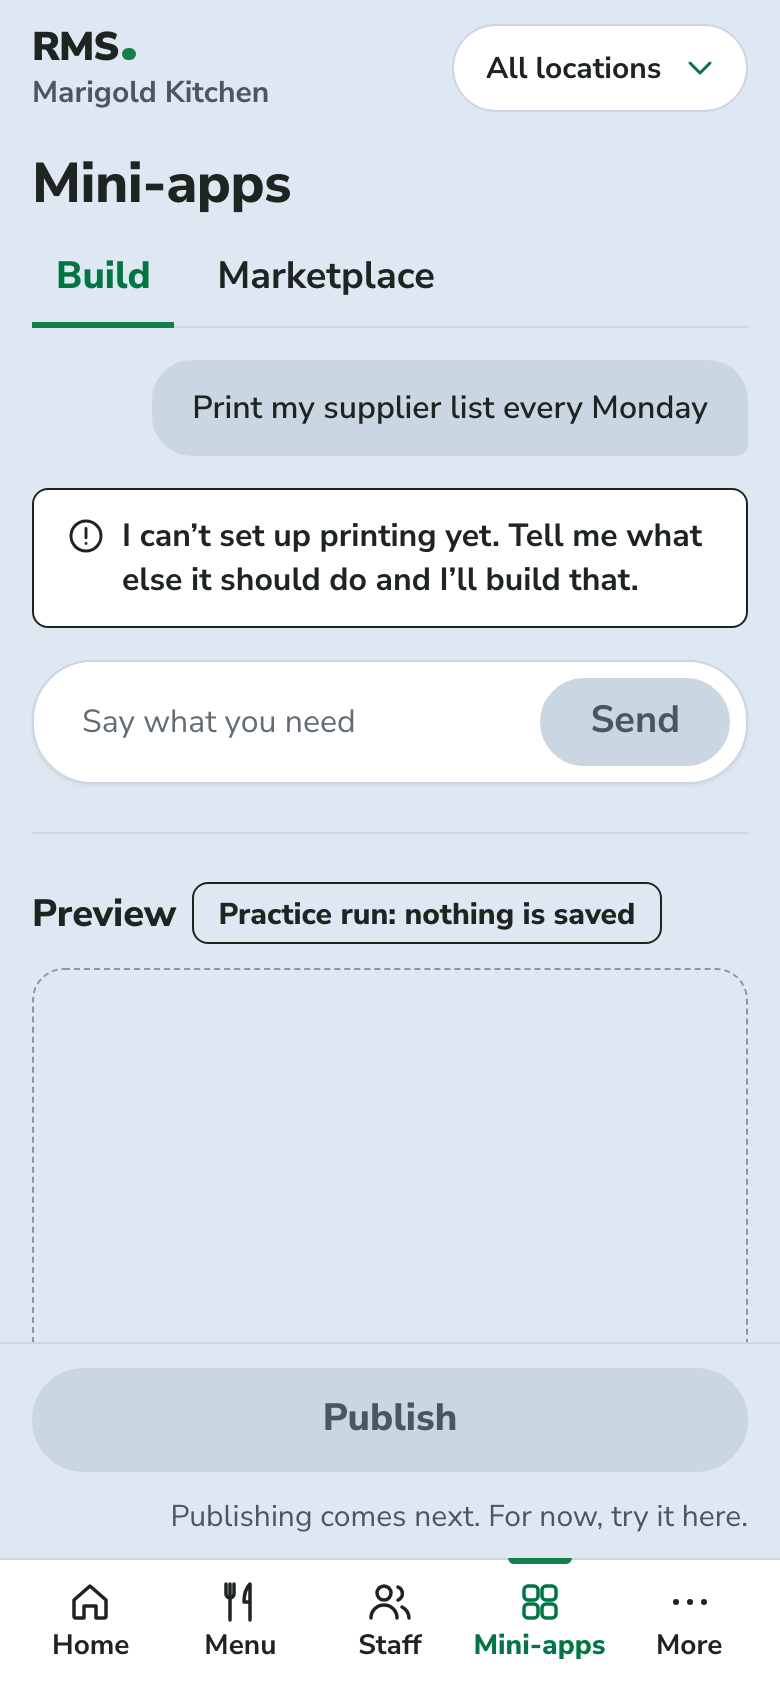 RMS.
Marigold Kitchen
All locations
Mini-apps
Build
Marketplace
Print my supplier list every Monday
I can’t set up printing yet. Tell me what
else it should do and I’ll build that.
Say what you need
Send
Preview
Practice run: nothing is saved
Publish
Publishing comes next. For now, try it here.
Home
Menu
Staff
Mini-apps
More